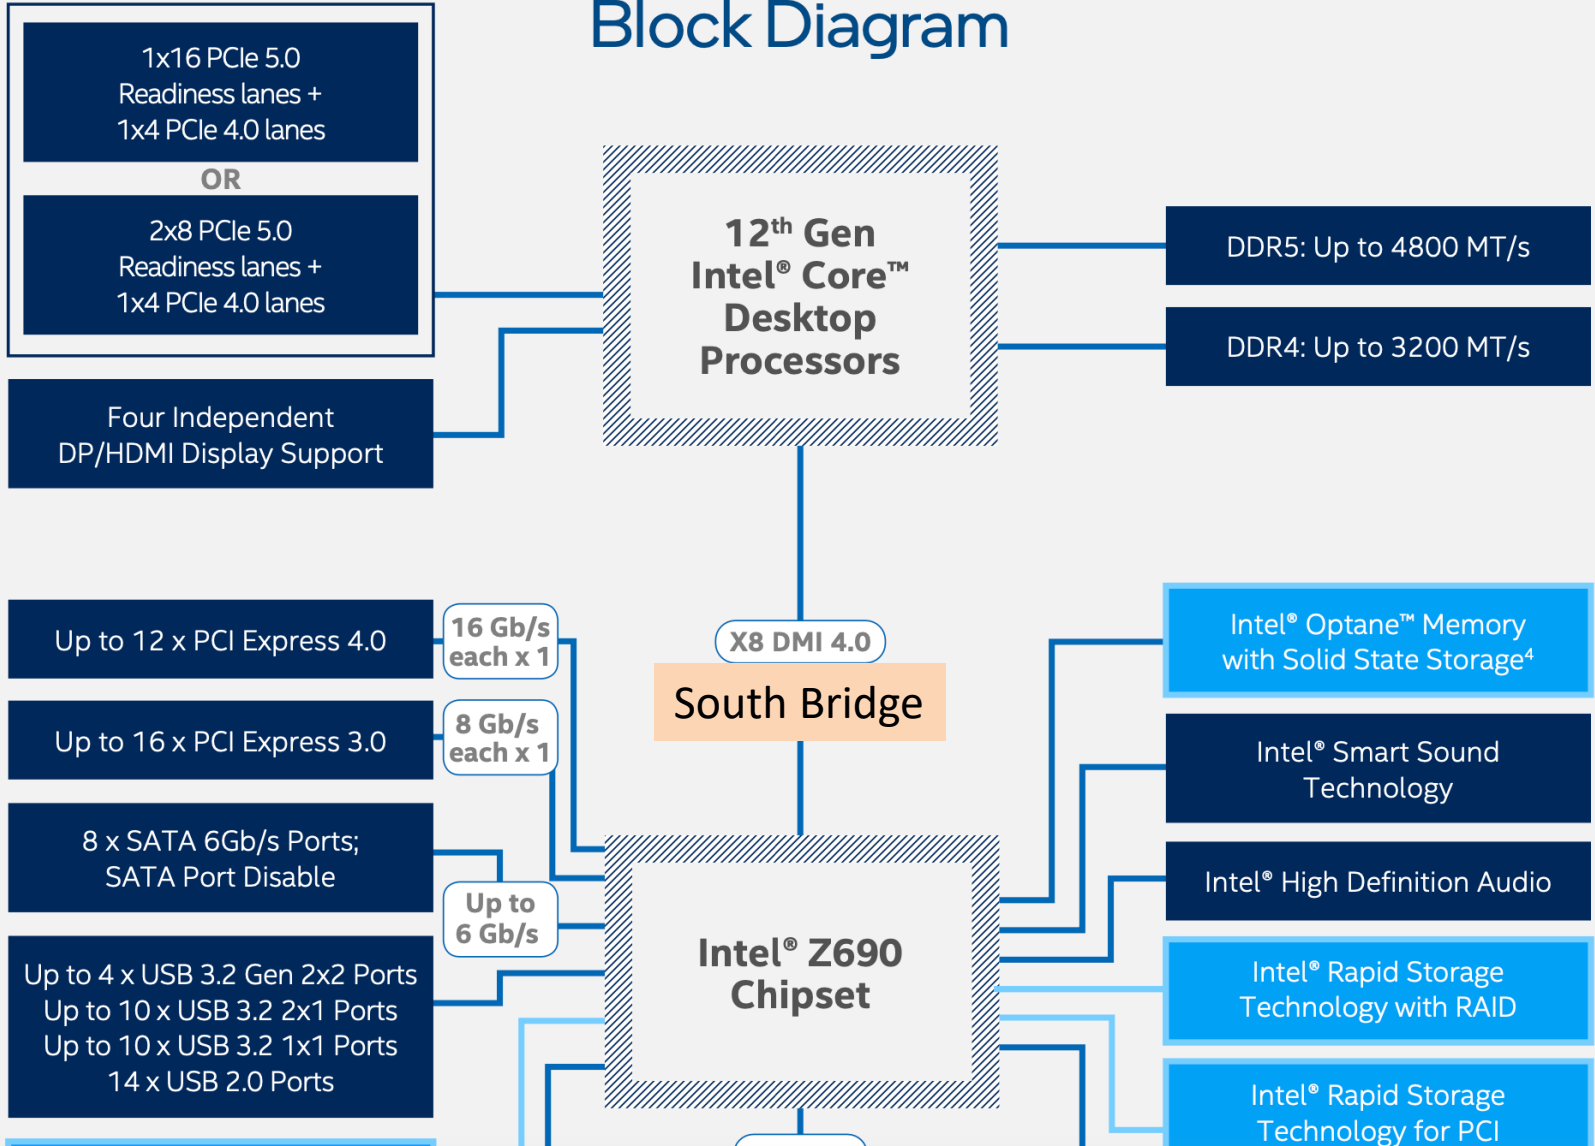 Block Diagram
1x16 PCIe 5.0
Readiness lanes +
1x4 PCIe 4.0 lanes
OR
2x8 PCIe 5.0
Readiness lanes +
1x4 PCIe 4.0 lanes
Four Independent
DP/HDMI Display Support
12th Gen
Intel® Core™
Desktop
Processors
DDR5: Up to 4800 MT/s
DDR4: Up to 3200 MT/s
X8 DMI 4.0
South Bridge
Up to 12 x PCI Express 4.0
16 Gb/s
each x 1
Up to 16 x PCI Express 3.0
8 Gb/s
each x 1
8 x SATA 6Gb/s Ports;
SATA Port Disable
Up to
6 Gb/s
Up to 4 x USB 3.2 Gen 2x2 Ports
Up to 10 x USB 3.2 2x1 Ports
Up to 10 x USB 3.2 1x1 Ports
14 x USB 2.0 Ports
Intel® Z690
Chipset
Intel® Optane™ Memory
with Solid State Storage⁴
Intel® Smart Sound
Technology
Intel® High Definition Audio
Intel® Rapid Storage
Technology with RAID
Intel® Rapid Storage
Technology for PCI